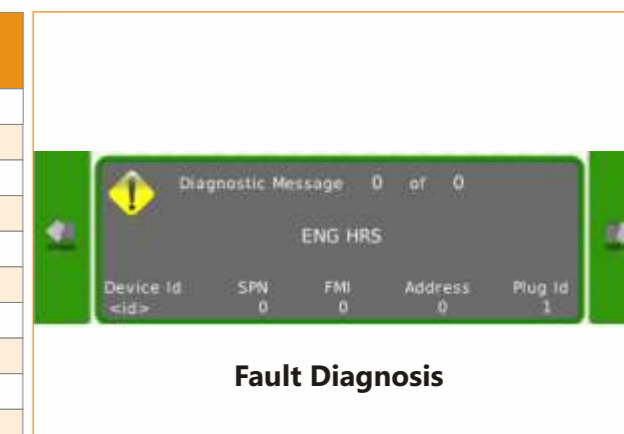 Diagnostic Message 0 of 0
ENG HRS
Device Id SPN FMI Address Plug Id
<id> 0 0 0 1
Fault Diagnosis